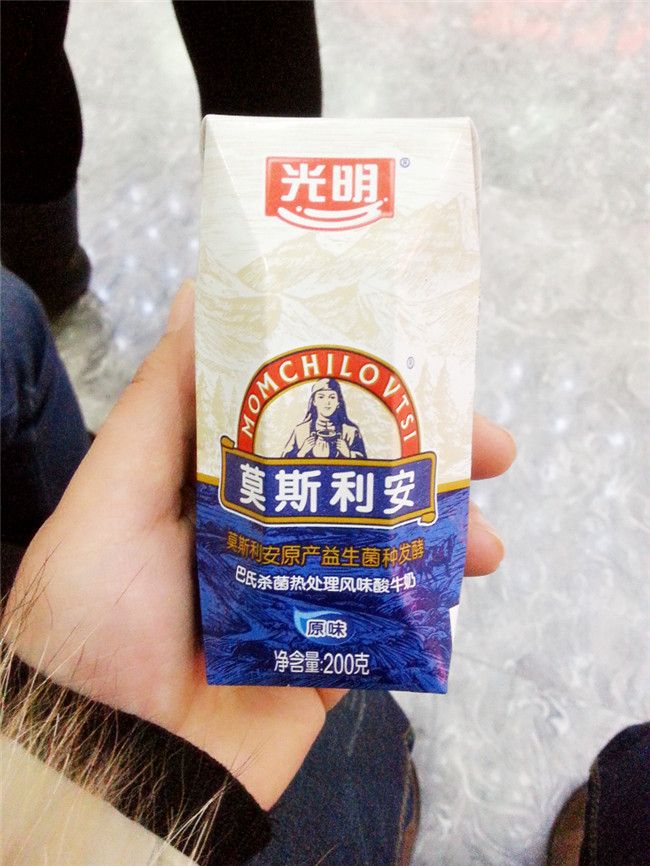 光明
MOMCHILOVTSI
莫斯利安
莫斯利安原产益生菌种发酵
巴氏杀菌热处理风味酸牛奶
原味
净含量:200克